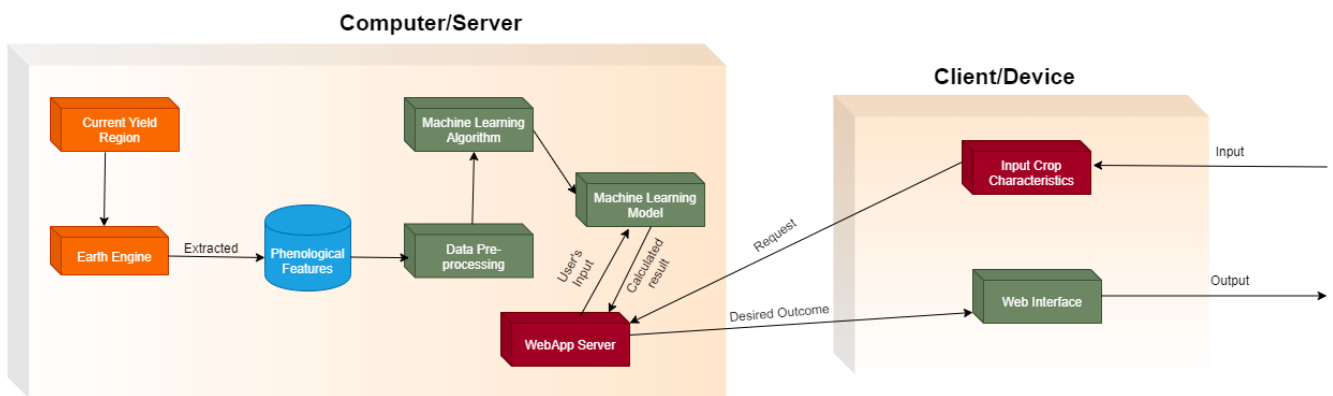 Computer/Server
Client/Device
Current Yield
Region
Machine Learning
Algorithm
Input Crop
Characteristics
Input
Machine Learning
Model
Earth Engine
Extracted
Phenological
Features
Data Pre-
processing
User's
Input
Calculated
result
Request
Web Interface
Output
Desired Outcome
WebApp Server